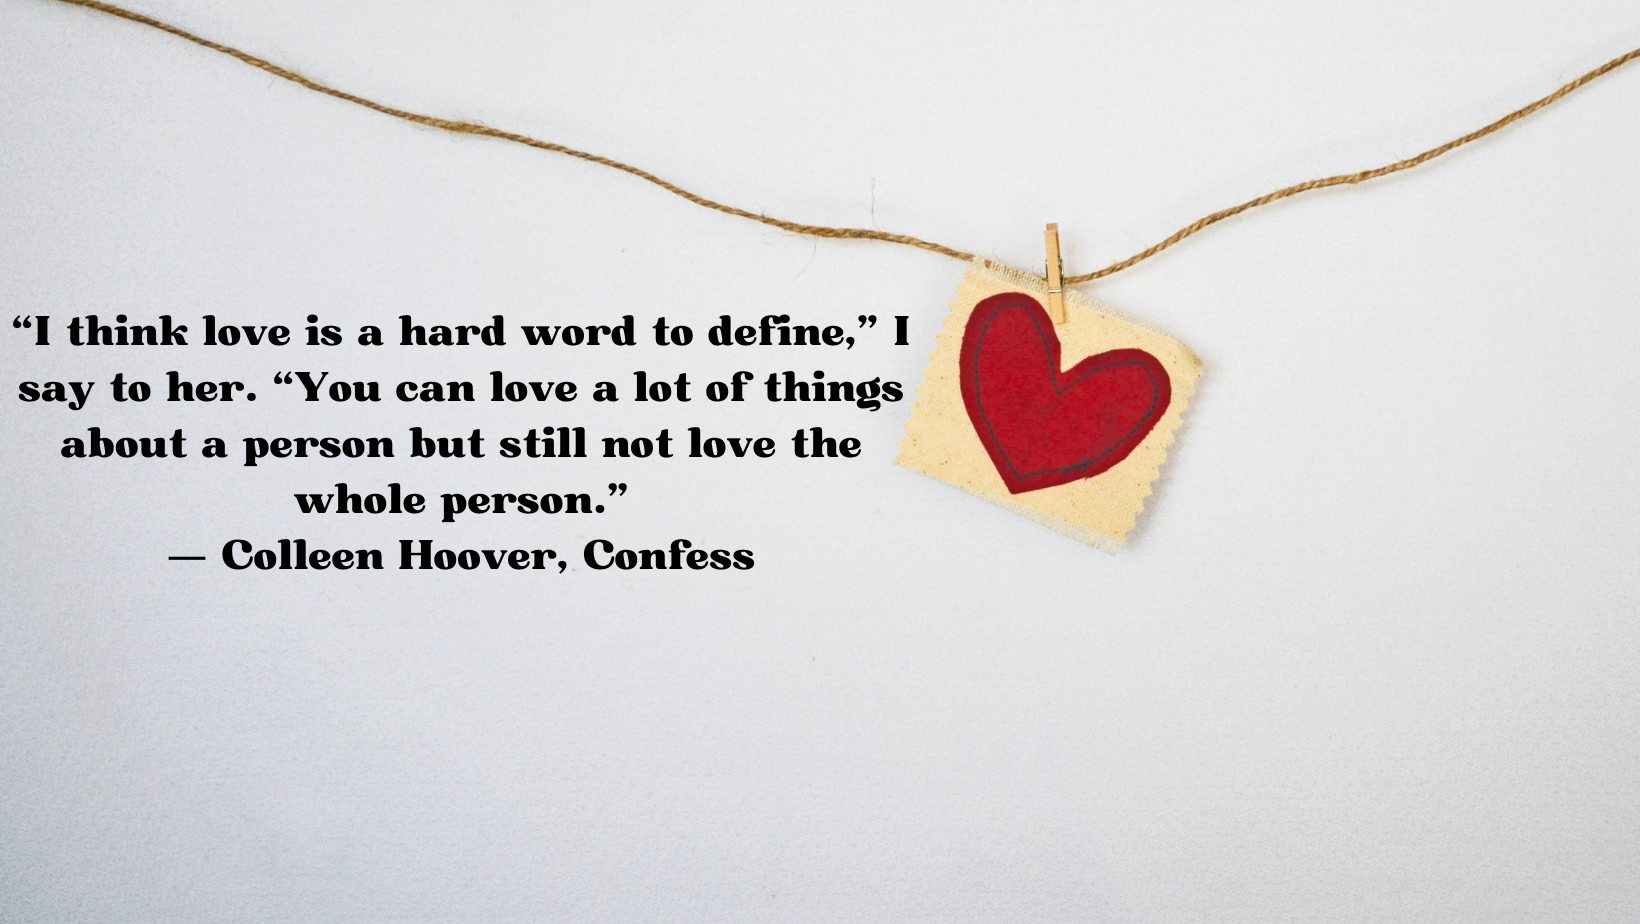 “I think love is a hard word to define,” I
say to her. “You can love a lot of things
about a person but still not love the
whole person.”
— Colleen Hoover, Confess